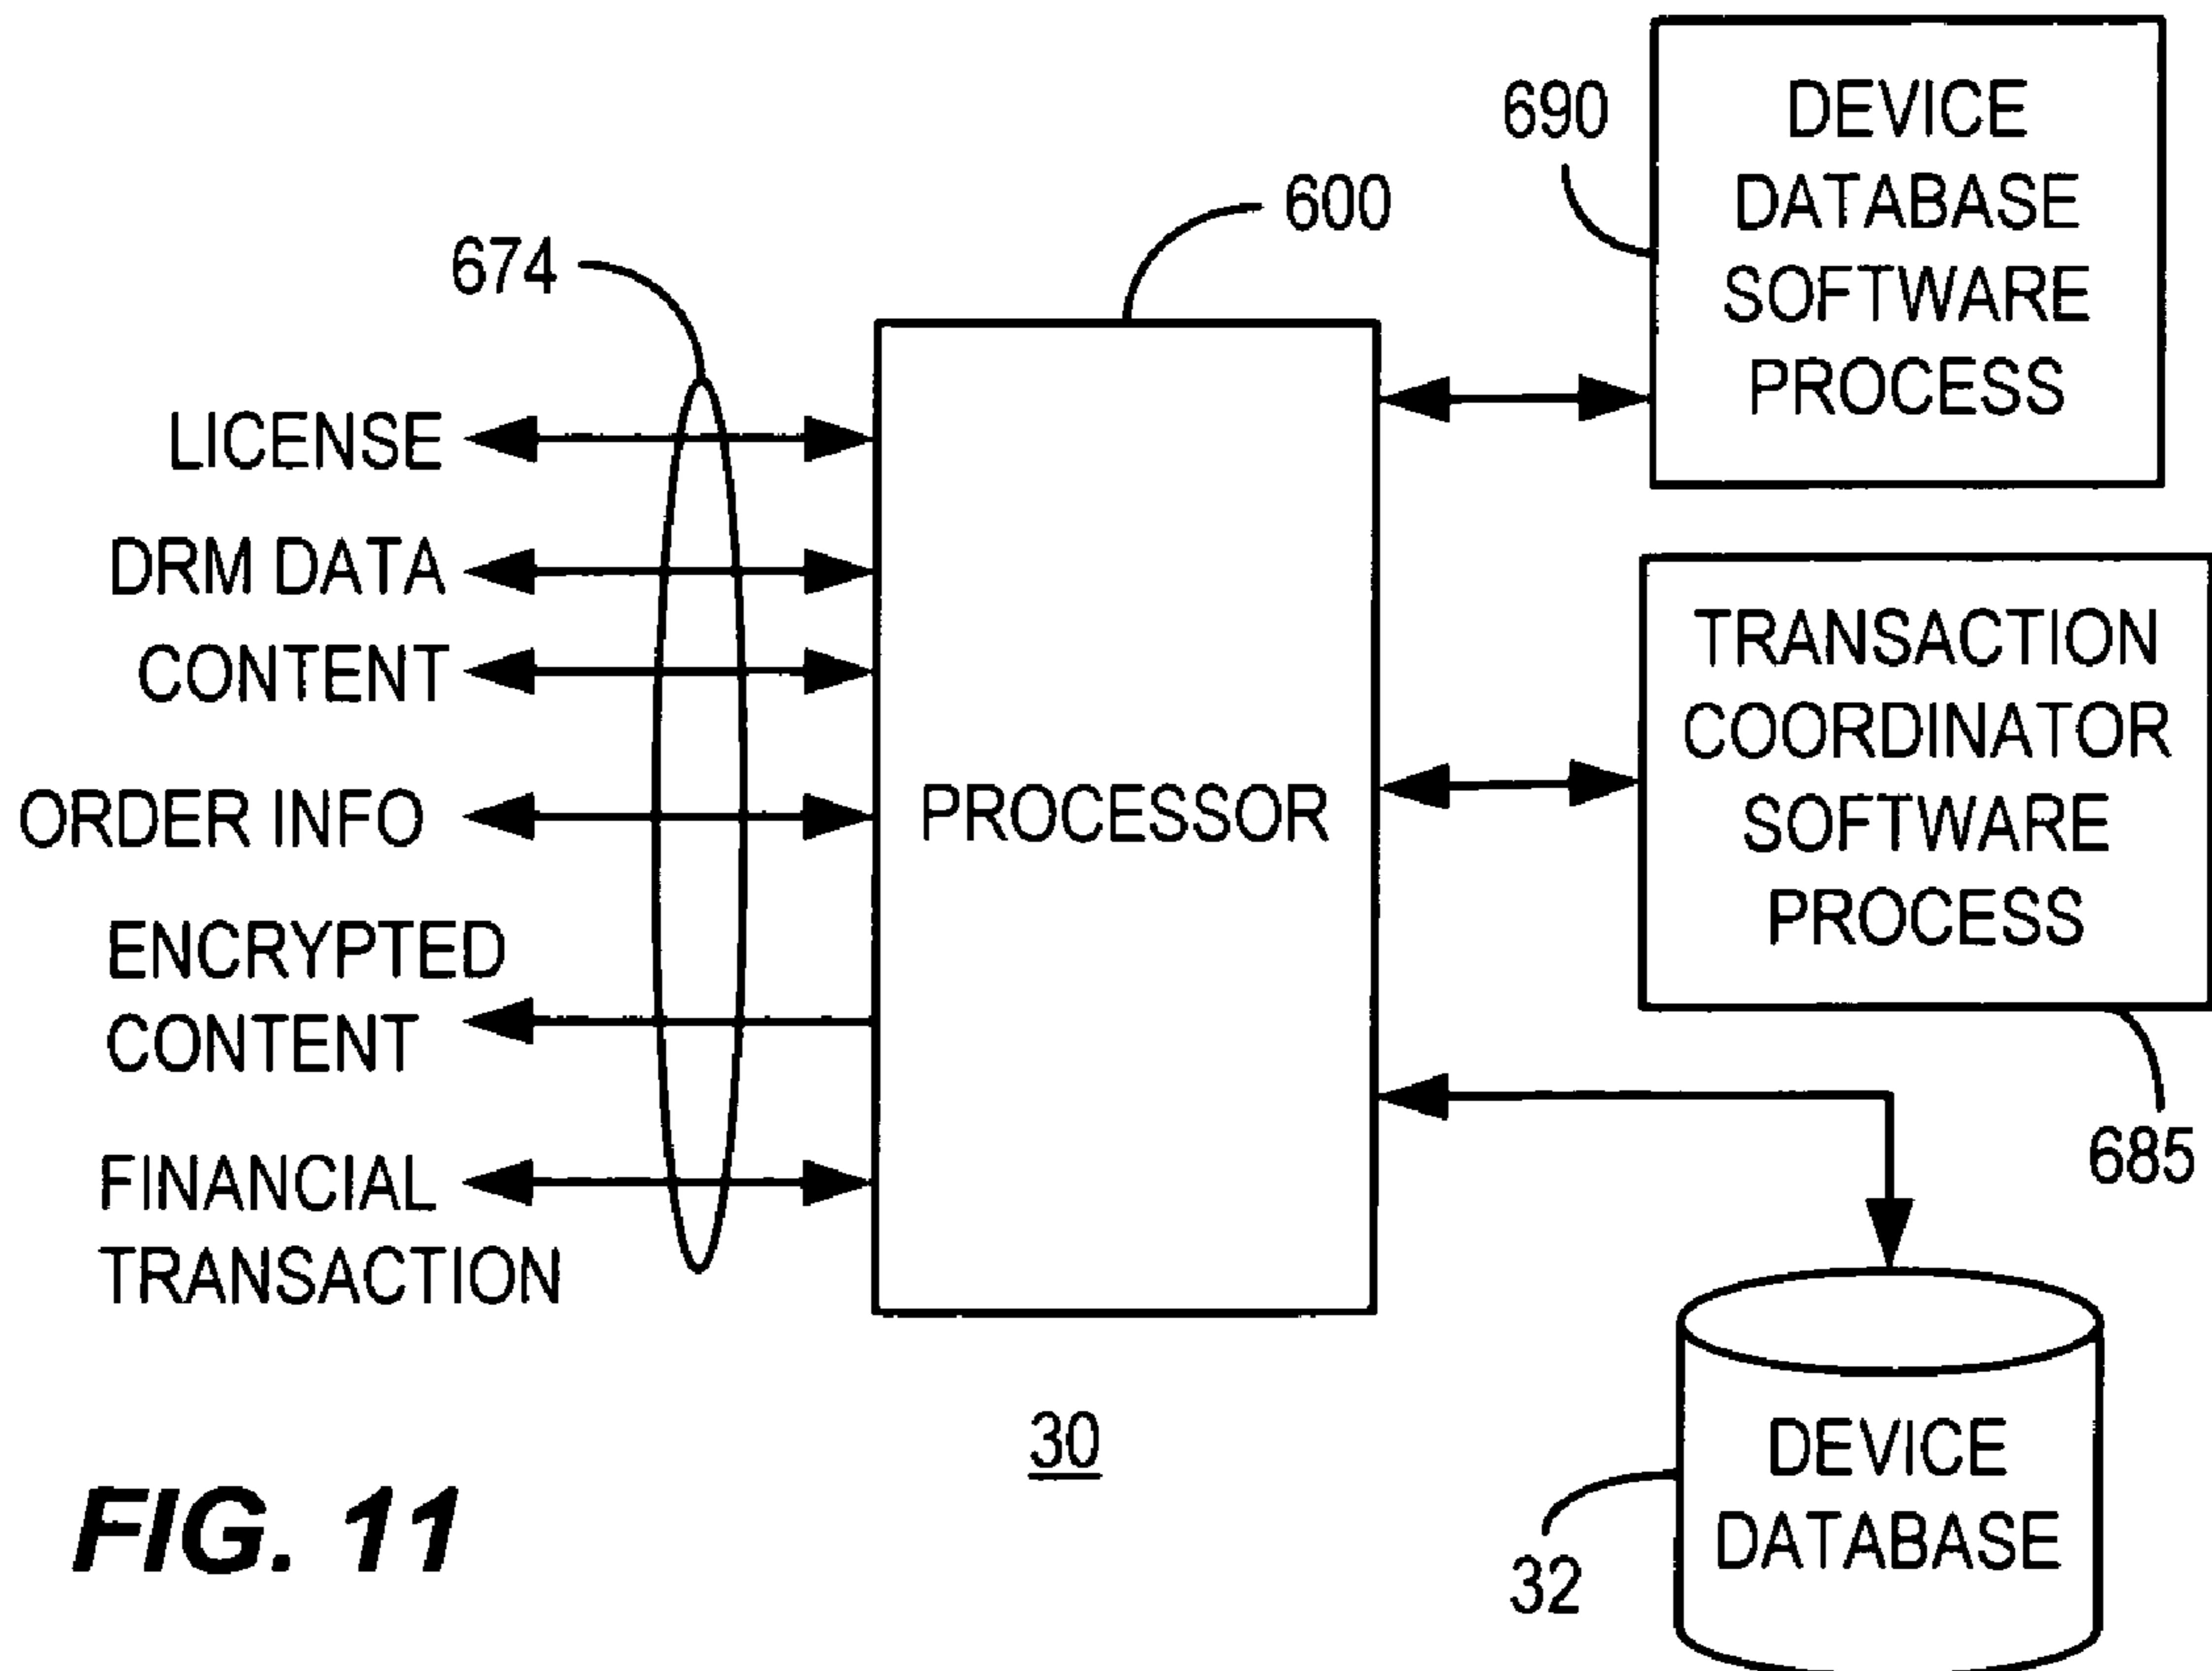 674
LICENSE
DRM DATA
CONTENT
ORDER INFO
ENCRYPTED
CONTENT
FINANCIAL
TRANSACTION
600
PROCESSOR
690
DEVICE
DATABASE
SOFTWARE
PROCESS
TRANSACTION
COORDINATOR
SOFTWARE
PROCESS
685
DEVICE
DATABASE
32
30
FIG. 11